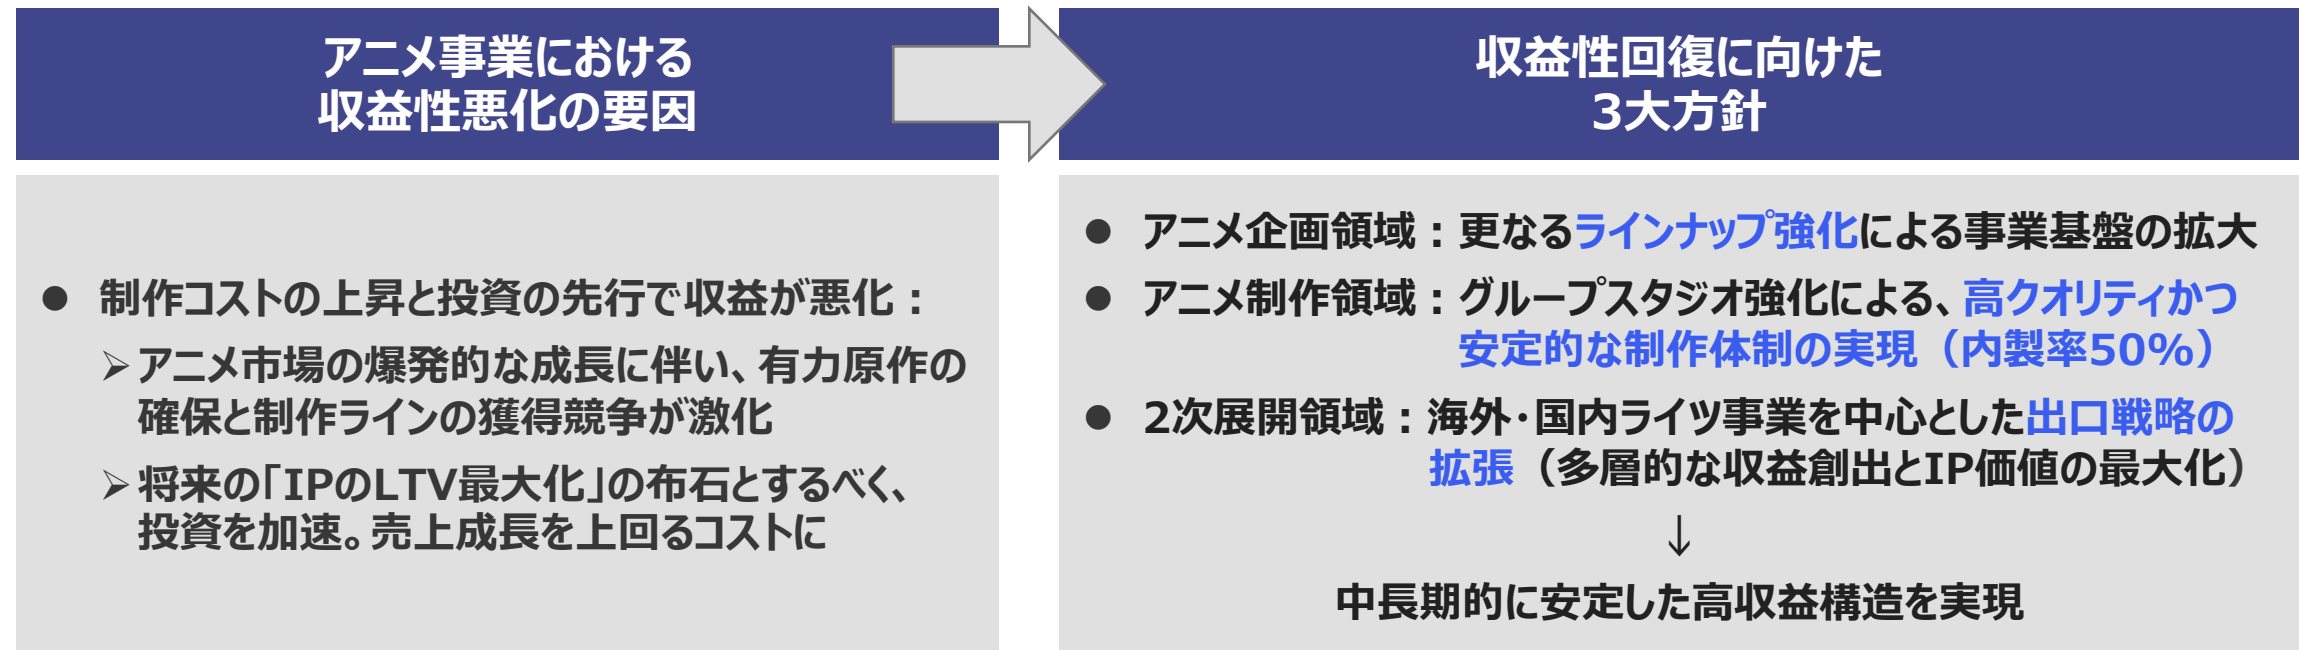 アニメ事業における
収益性悪化の要因
● 制作コストの上昇と投資の先行で収益が悪化：
➢ アニメ市場の爆発的な成長に伴い、有力原作の
確保と制作ラインの獲得競争が激化
➢ 将来の「IPのLTV最大化」の布石とするべく、
投資を加速。売上成長を上回るコストに
収益性回復に向けた
3大方針
● アニメ企画領域：更なるラインナップ強化による事業基盤の拡大
● アニメ制作領域：グループスタジオ強化による、高クオリティかつ
安定的な制作体制の実現（内製率50%）
● 2次展開領域：海外・国内ライツ事業を中心とした出口戦略の
拡張（多層的な収益創出とIP価値の最大化）
↓
中長期的に安定した高収益構造を実現